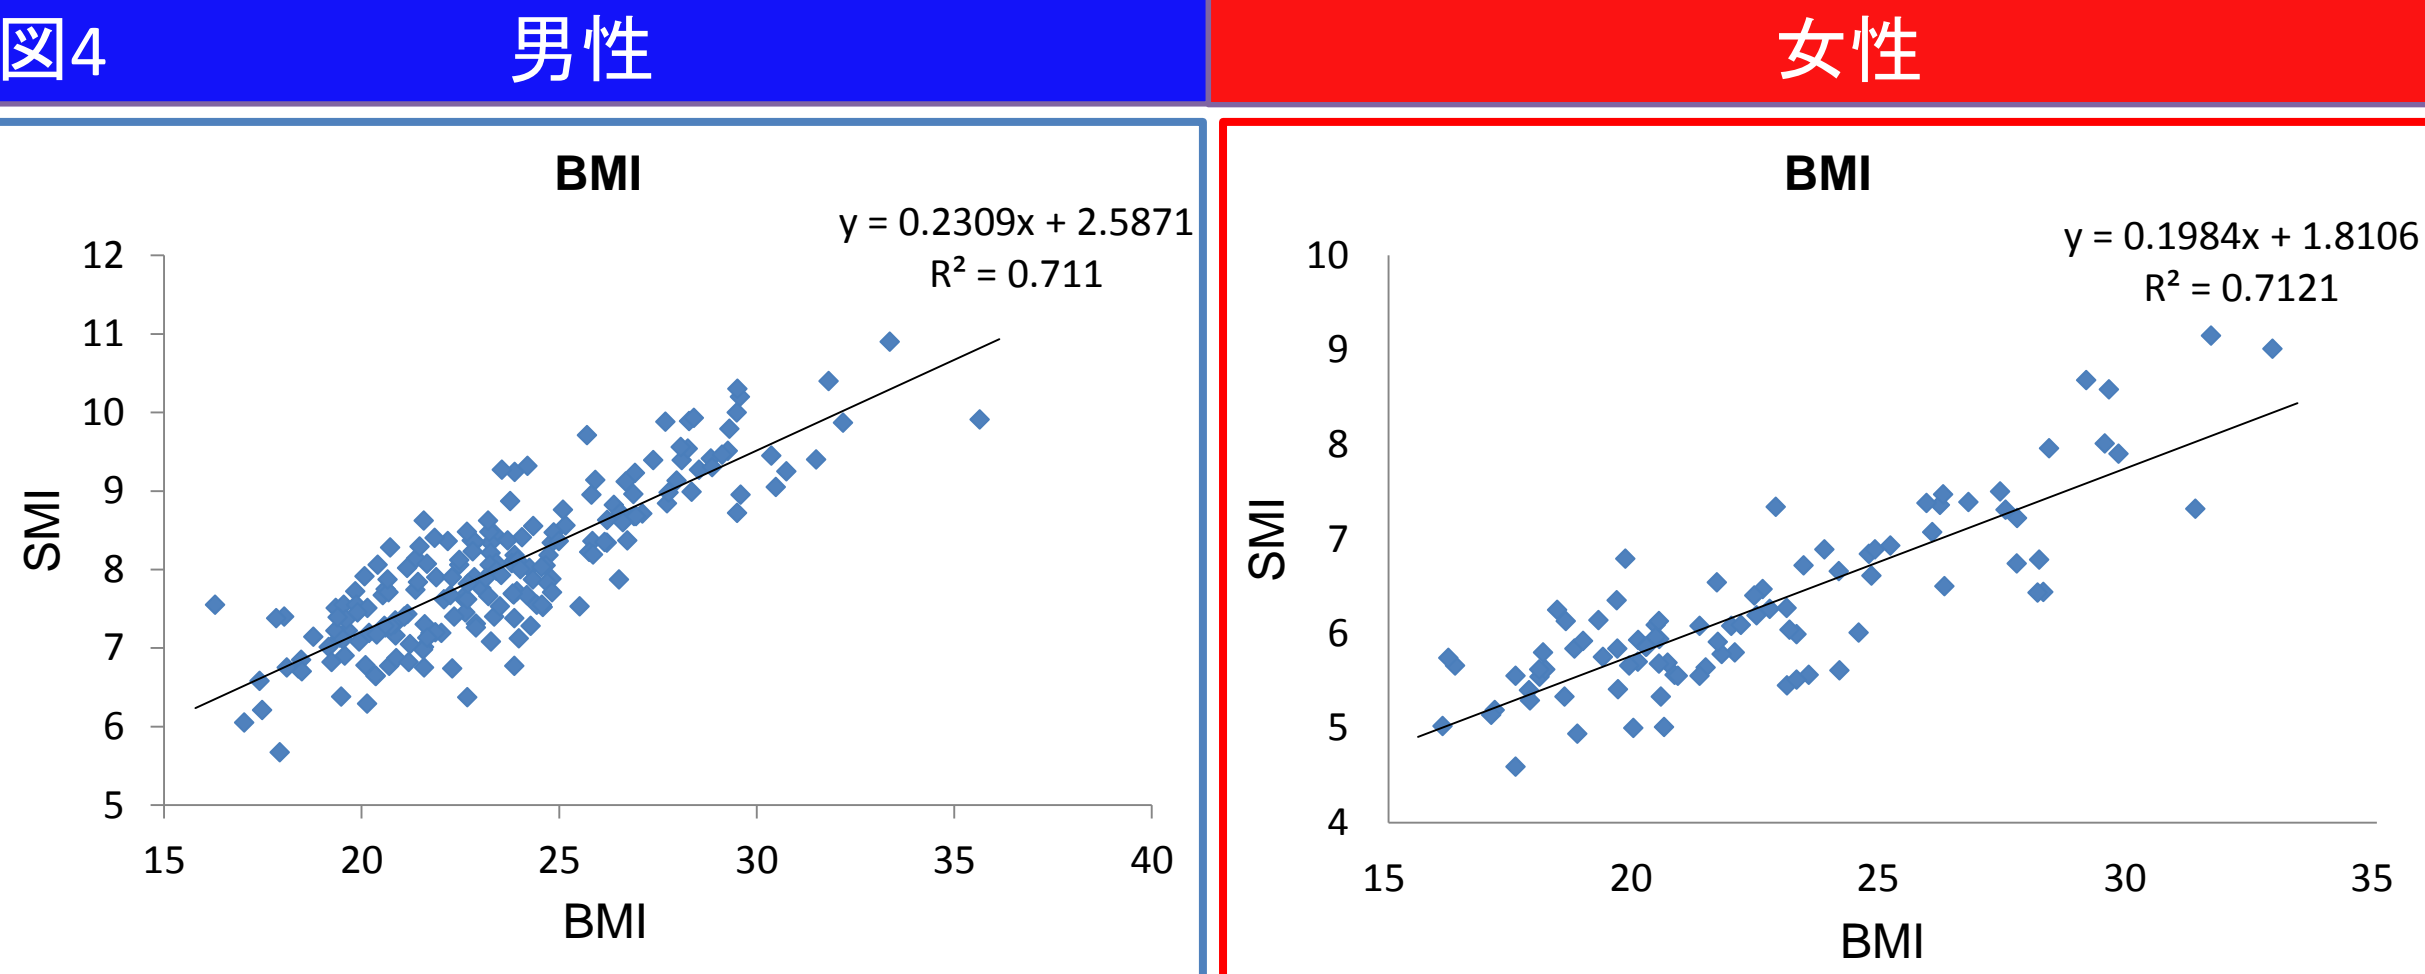 図4
男性
女性
BMI
y = 0.2309x + 2.5871
R² = 0.711
12
11
10
9
8
7
6
5
SMI
15 20 25 30 35 40
BMI
BMI
y = 0.1984x + 1.8106
R² = 0.7121
10
9
8
7
6
5
4
SMI
15 20 25 30 35
BMI